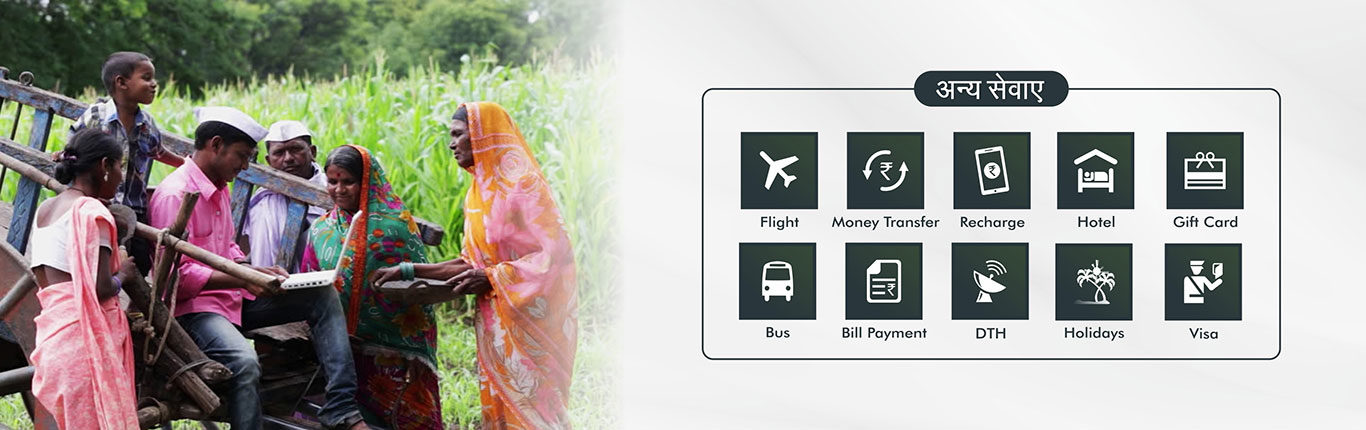 अन्य सेवाए
Flight Money Transfer Recharge Hotel Gift Card
Bus Bill Payment DTH Holidays Visa